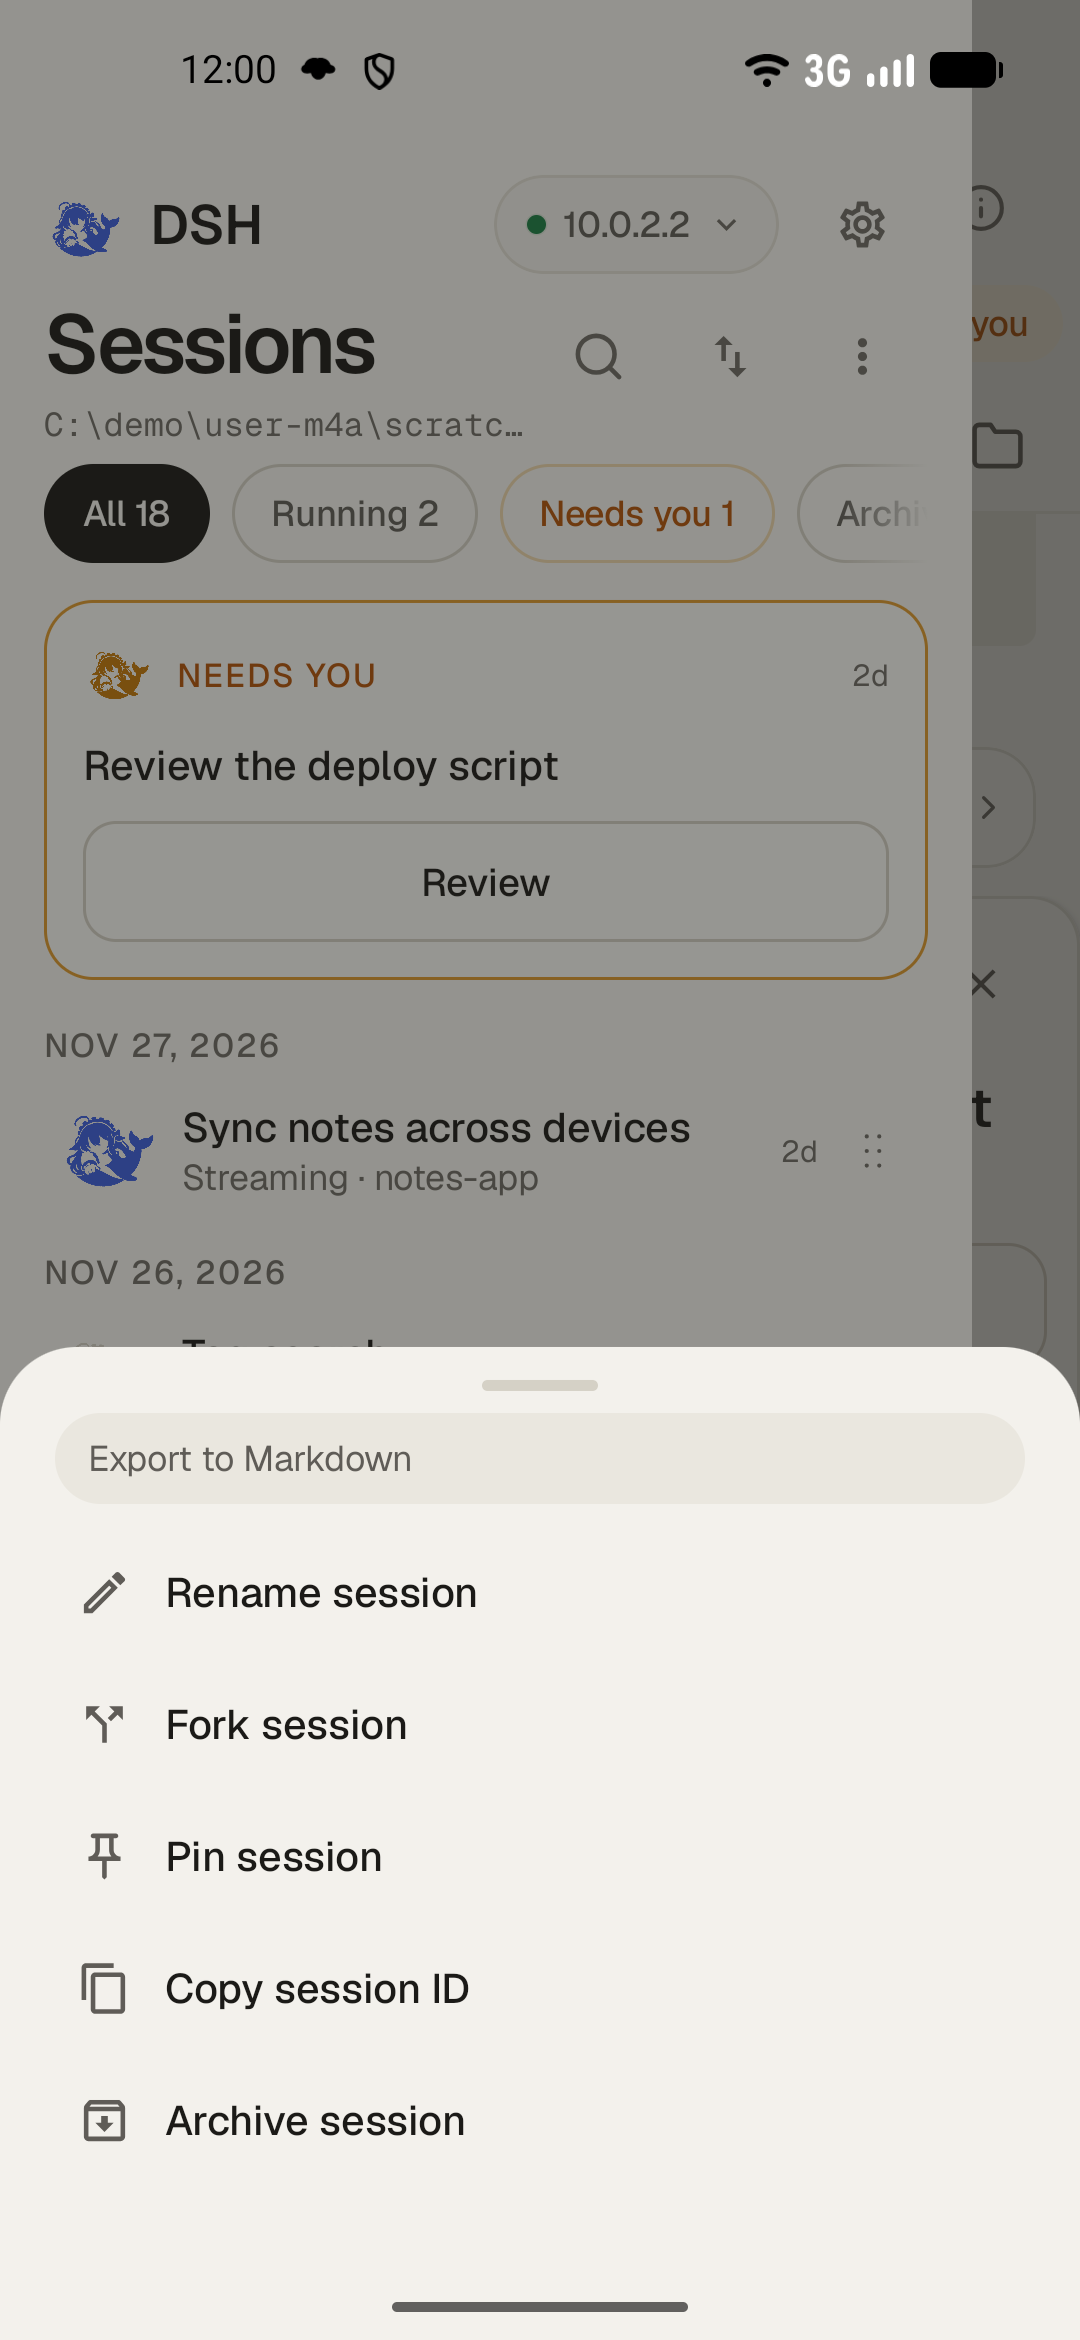 12:00
3G
DSH
10.0.2.2
Sessions
you
C:\demo\user-m4a\scratc…
All 18
Running 2
Needs you 1
Archi
NEEDS YOU
2d
Review the deploy script
Review
NOV 27, 2026
t
Sync notes across devices
2d
Streaming · notes-app
NOV 26, 2026
Export to Markdown
Rename session
Fork session
Pin session
Copy session ID
Archive session